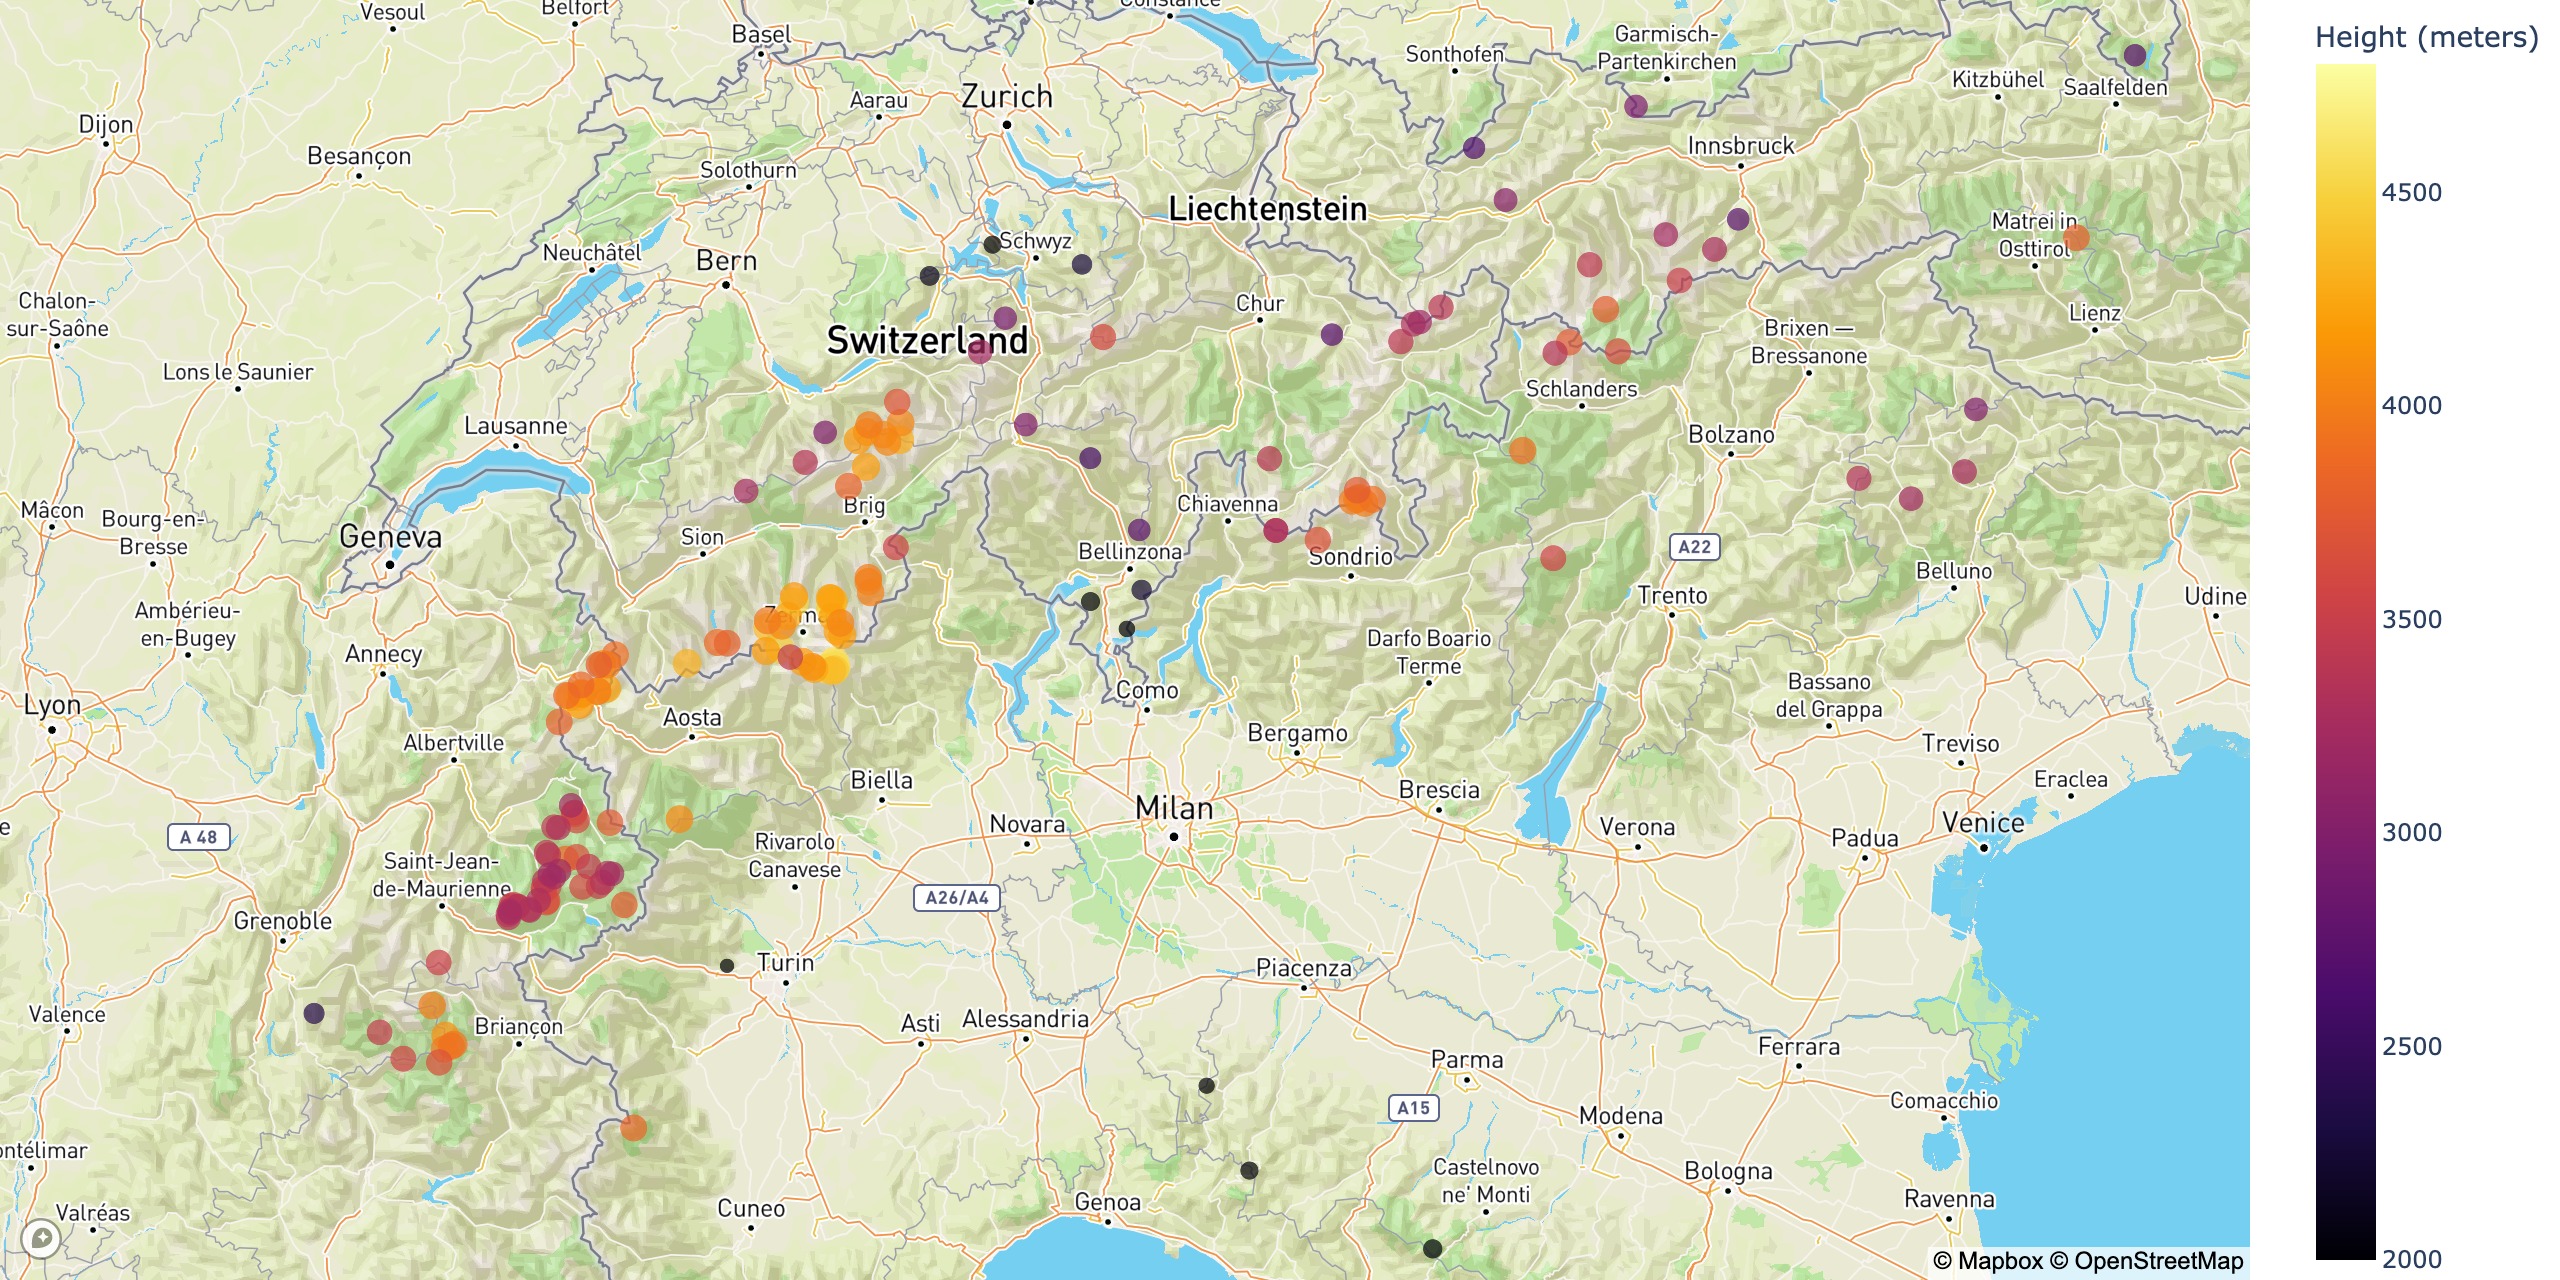 Vesoul
Belfort
Basel
Constance
Sonthofen
Garmisch-
Partenkirchen
Kitzbühel
Saalfelden
Dijon
Besançon
Aarau
Zurich
Solothurn
Innsbruck
Liechtenstein
Neuchâtel
Bern
Schwyz
Matrei in
Osttirol
Chalon-
sur-Saône
Chur
Lienz
Switzerland
Brixen —
Bressanone
Lons le Saunier
Schlanders
Lausanne
Bolzano
Mâcon
Bourg-en-
Bresse
Geneva
Sion
Brig
Chiavenna
Bellinzona
Sondrio
A22
Belluno
Ambérieu-
en-Bugey
Annecy
Zerma
Darfo Boario
Terme
Trento
Udine
Lyon
Aosta
Como
Bassano
del Grappa
Albertville
Biella
Bergamo
Brescia
Treviso
Eraclea
e
A 48
Saint-Jean-
de-Maurienne
Rivarolo
Canavese
Novara
Milan
Verona
Padua
Venice
Grenoble
A26/A4
Turin
Piacenza
Valence
Briançon
Asti
Alessandria
Parma
Ferrara
A15
Modena
Comacchio
ontélimar
Castelnovo
ne' Monti
Bologna
Valréas
Cuneo
Genoa
Ravenna
© Mapbox © OpenStreetMap
Height (meters)
4500
4000
3500
3000
2500
2000